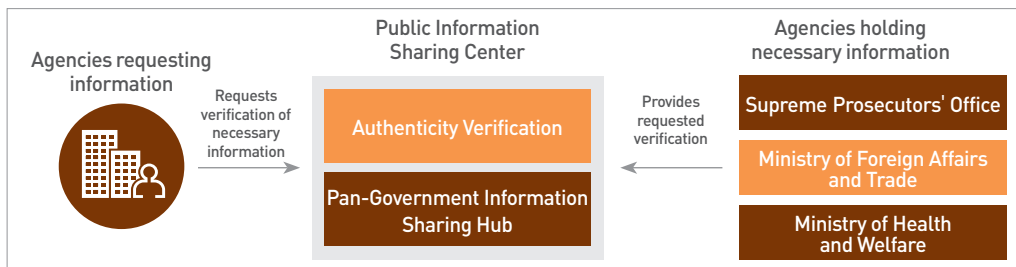 Agencies requesting
information
Requests
verification of
necessary
information
Public Information
Sharing Center
Authenticity Verification
Pan-Government Information
Sharing Hub
Provides
requested
verification
Agencies holding
necessary information
Supreme Prosecutors' Office
Ministry of Foreign Affairs
and Trade
Ministry of Health
and Welfare